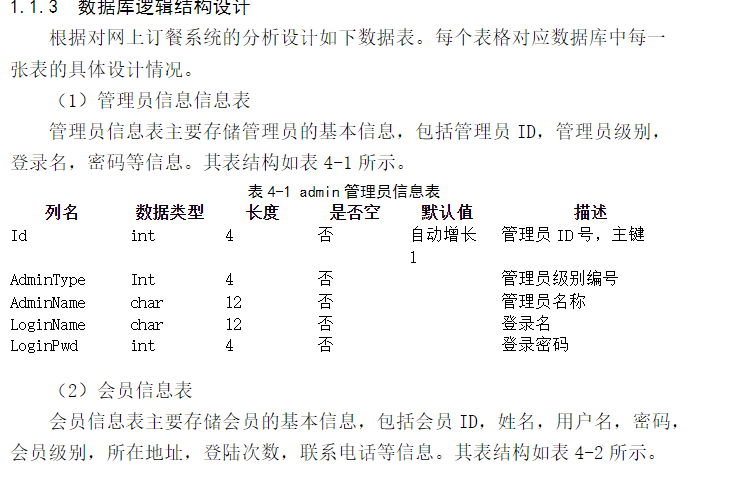 1.1.3 数据库逻辑结构设计
根据对网上订餐系统的分析设计如下数据表。每个表格对应数据库中每一
张表的具体设计情况。
（1）管理员信息信息表
管理员信息表主要存储管理员的基本信息，包括管理员 ID，管理员级别，
登录名，密码等信息。其表结构如表 4-1 所示。
表 4-1 admin 管理员信息表
列名 数据类型 长度 是否空 默认值 描述
Id int 4 否 自动增长 管理员 ID 号，主键
1
AdminType Int 4 否 管理员级别编号
AdminName char 12 否 管理员名称
LoginName char 12 否 登录名
LoginPwd int 4 否 登录密码
（2）会员信息表
会员信息表主要存储会员的基本信息，包括会员 ID，姓名，用户名，密码，
会员级别，所在地址，登陆次数，联系电话等信息。其表结构如表 4-2 所示。